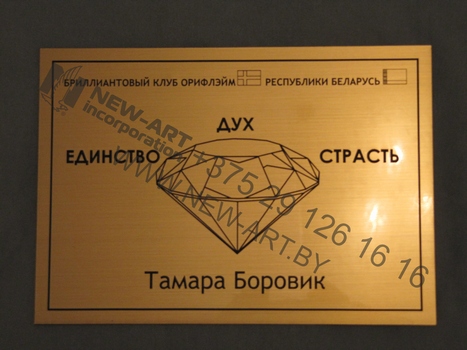 БРИЛЛИАНТОВЫЙ КЛУБ ОРИФЛЭЙМ РЕСПУБЛИКИ БЕЛАРУСЬ
ДУХ
ЕДИНСТВО СТРАСТЬ
Тамара Боровик
NEW-ART
incorporation
+375 29 126 16 16
WWW.NEW-ART.BY